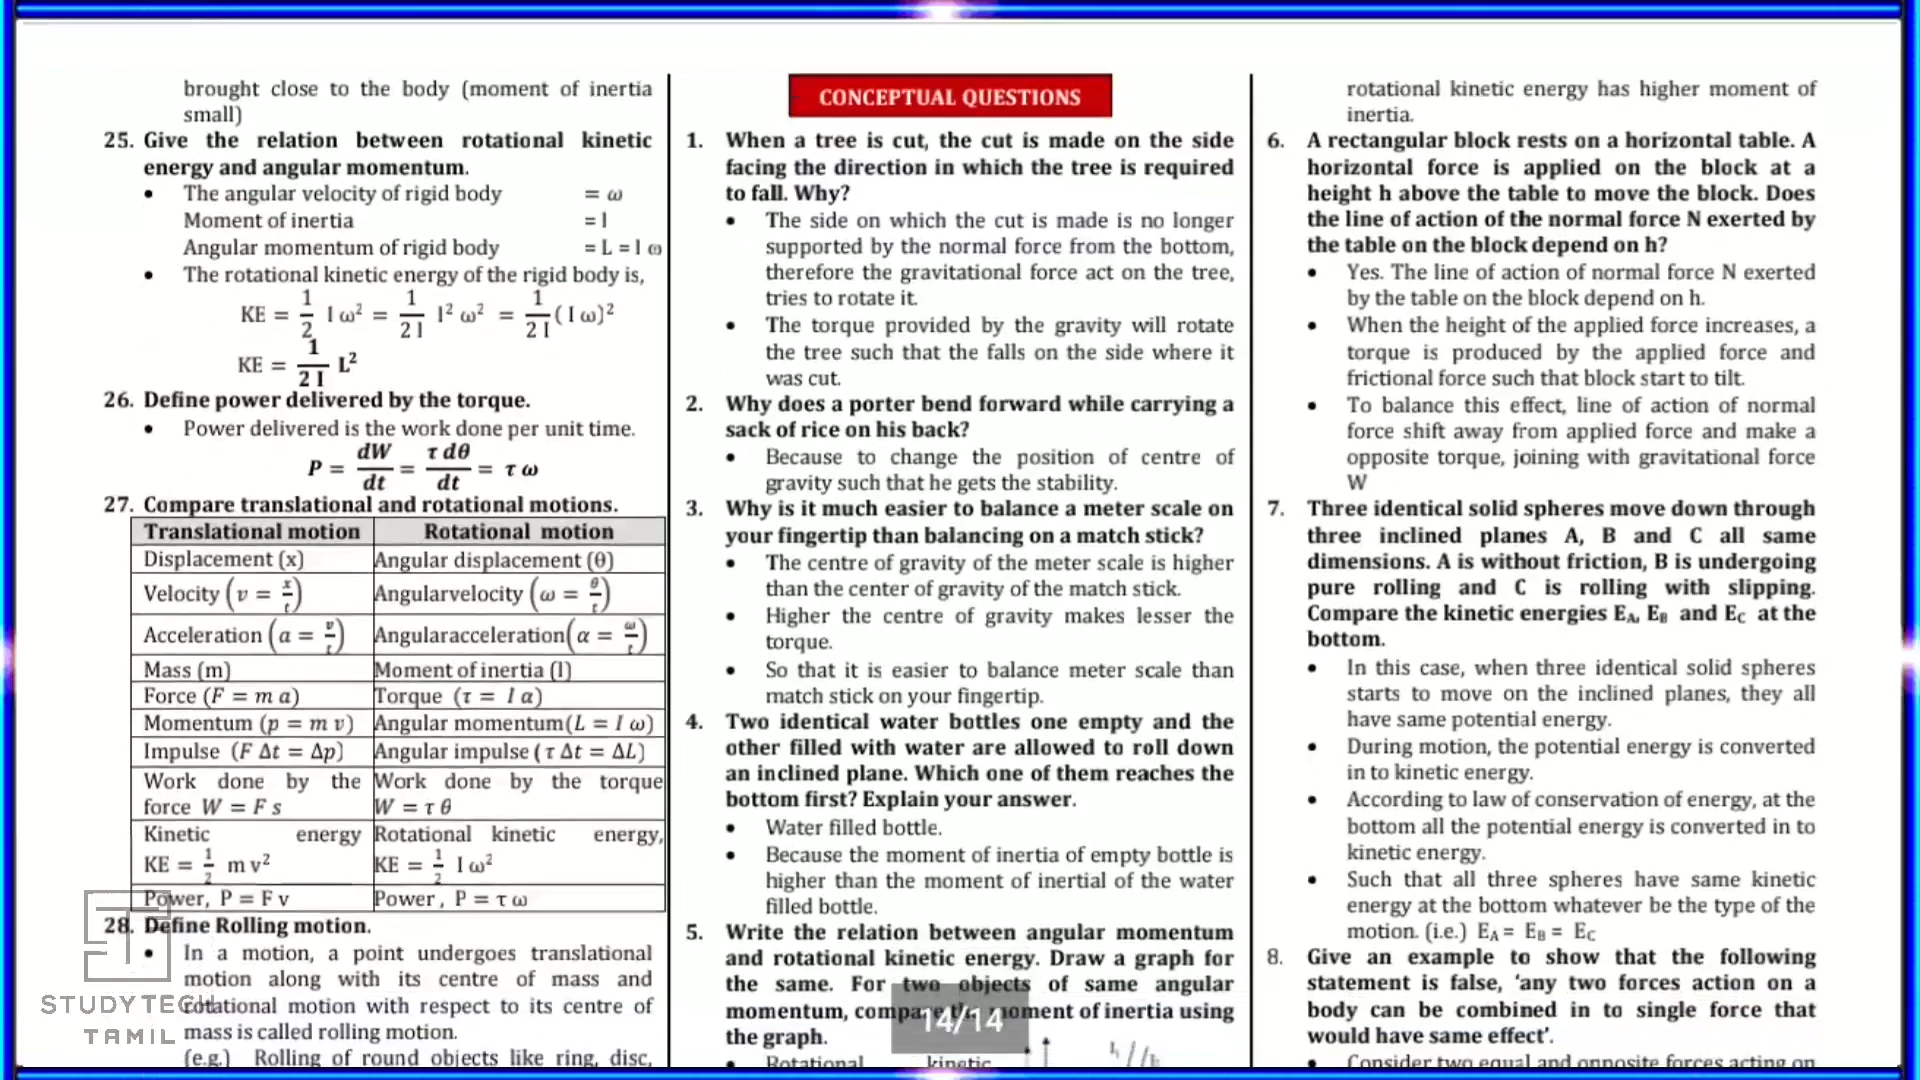 brought close to the body (moment of inertia
small)
25. Give the relation between rotational kinetic
energy and angular momentum.
• The angular velocity of rigid body = ω
Moment of inertia = I
Angular momentum of rigid body = L = I ω
• The rotational kinetic energy of the rigid body is,
KE = 1/2 I ω² = 1/2 I I² ω² = 1/2 I (I ω)²
KE = 1/2 I L²
26. Define power delivered by the torque.
• Power delivered is the work done per unit time.
P = dW/dt = τ dθ/dt = τ ω
27. Compare translational and rotational motions.
Translational motion Rotational motion
Displacement (x) Angular displacement (θ)
Velocity (v = x/t) Angularvelocity (ω = θ/t)
Acceleration (a = v/t) Angularacceleration (α = ω/t)
Mass (m) Moment of inertia (I)
Force (F = m a) Torque (τ = I α)
Momentum (p = m v) Angular momentum(L = I ω)
Impulse (F Δt = Δp) Angular impulse (τ Δt = ΔL)
Work done by the Work done by the torque
force W = F s W = τ θ
Kinetic energy Rotational kinetic energy,
KE = 1/2 m v² KE = 1/2 I ω²
Power, P = F v Power , P = τ ω
28. Define Rolling motion.
• In a motion, a point undergoes translational
motion along with its centre of mass and
rotational motion with respect to its centre of
mass is called rolling motion.
(e.g.) Rolling of round objects like ring, disc,
CONCEPTUAL QUESTIONS
1. When a tree is cut, the cut is made on the side
facing the direction in which the tree is required
to fall. Why?
• The side on which the cut is made is no longer
supported by the normal force from the bottom,
therefore the gravitational force act on the tree,
tries to rotate it.
• The torque provided by the gravity will rotate
the tree such that the falls on the side where it
was cut.
2. Why does a porter bend forward while carrying a
sack of rice on his back?
• Because to change the position of centre of
gravity such that he gets the stability.
3. Why is it much easier to balance a meter scale on
your fingertip than balancing on a match stick?
• The centre of gravity of the meter scale is higher
than the center of gravity of the match stick.
• Higher the centre of gravity makes lesser the
torque.
• So that it is easier to balance meter scale than
match stick on your fingertip.
4. Two identical water bottles one empty and the
other filled with water are allowed to roll down
an inclined plane. Which one of them reaches the
bottom first? Explain your answer.
• Water filled bottle.
• Because the moment of inertia of empty bottle is
higher than the moment of inertial of the water
filled bottle.
5. Write the relation between angular momentum
and rotational kinetic energy. Draw a graph for
the same. For two objects of same angular
momentum, compare the moment of inertia using
the graph.
• Rotational kinetic
rotational kinetic energy has higher moment of
inertia.
6. A rectangular block rests on a horizontal table. A
horizontal force is applied on the block at a
height h above the table to move the block. Does
the line of action of the normal force N exerted by
the table on the block depend on h?
• Yes. The line of action of normal force N exerted
by the table on the block depend on h.
• When the height of the applied force increases, a
torque is produced by the applied force and
frictional force such that block start to tilt.
• To balance this effect, line of action of normal
force shift away from applied force and make a
opposite torque, joining with gravitational force
W
7. Three identical solid spheres move down through
three inclined planes A, B and C all same
dimensions. A is without friction, B is undergoing
pure rolling and C is rolling with slipping.
Compare the kinetic energies E_A, E_B and E_C at the
bottom.
• In this case, when three identical solid spheres
starts to move on the inclined planes, they all
have same potential energy.
• During motion, the potential energy is converted
in to kinetic energy.
• According to law of conservation of energy, at the
bottom all the potential energy is converted in to
kinetic energy.
• Such that all three spheres have same kinetic
energy at the bottom whatever be the type of the
motion. (i.e.) E_A = E_B = E_C
8. Give an example to show that the following
statement is false, 'any two forces action on a
body can be combined in to single force that
would have same effect'.
• Consider two equal and opposite forces acting on
14/14
STUDYTECH
TAMIL